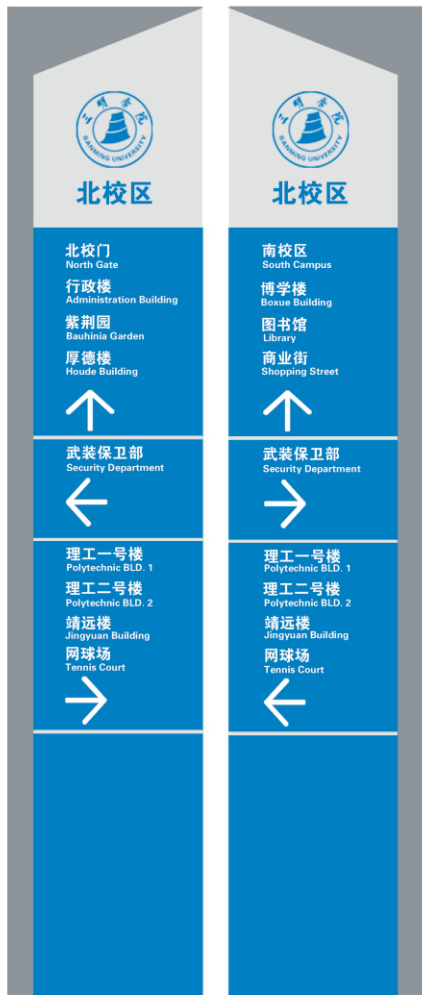 三明学院
SANMING UNIVERSITY
北校区
北校门
North Gate
行政楼
Administration Building
紫荆园
Bauhinia Garden
厚德楼
Houde Building
武装保卫部
Security Department
理工一号楼
Polytechnic BLD. 1
理工二号楼
Polytechnic BLD. 2
靖远楼
Jingyuan Building
网球场
Tennis Court
三明学院
SANMING UNIVERSITY
北校区
南校区
South Campus
博学楼
Boxue Building
图书馆
Library
商业街
Shopping Street
武装保卫部
Security Department
理工一号楼
Polytechnic BLD. 1
理工二号楼
Polytechnic BLD. 2
靖远楼
Jingyuan Building
网球场
Tennis Court